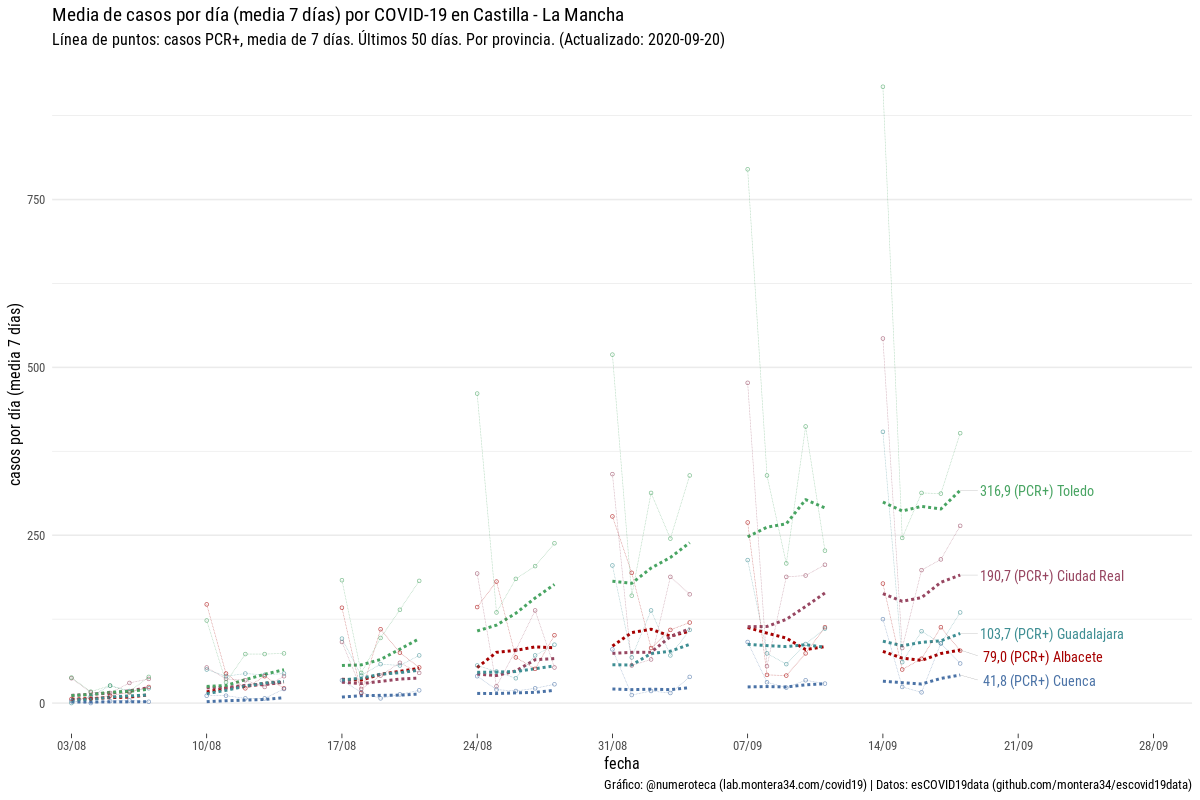 Media de casos por día (media 7 días) por COVID-19 en Castilla - La Mancha
Línea de puntos: casos PCR+, media de 7 días. Últimos 50 días. Por provincia. (Actualizado: 2020-09-20)
casos por día (media 7 días)
750
500
250
0
316,9 (PCR+) Toledo
190,7 (PCR+) Ciudad Real
103,7 (PCR+) Guadalajara
79,0 (PCR+) Albacete
41,8 (PCR+) Cuenca
03/08 10/08 17/08 24/08 31/08 07/09 14/09 21/09 28/09
fecha
Gráfico: @numeroteca (lab.montera34.com/covid19) | Datos: esCOVID19data (github.com/montera34/escovid19data)